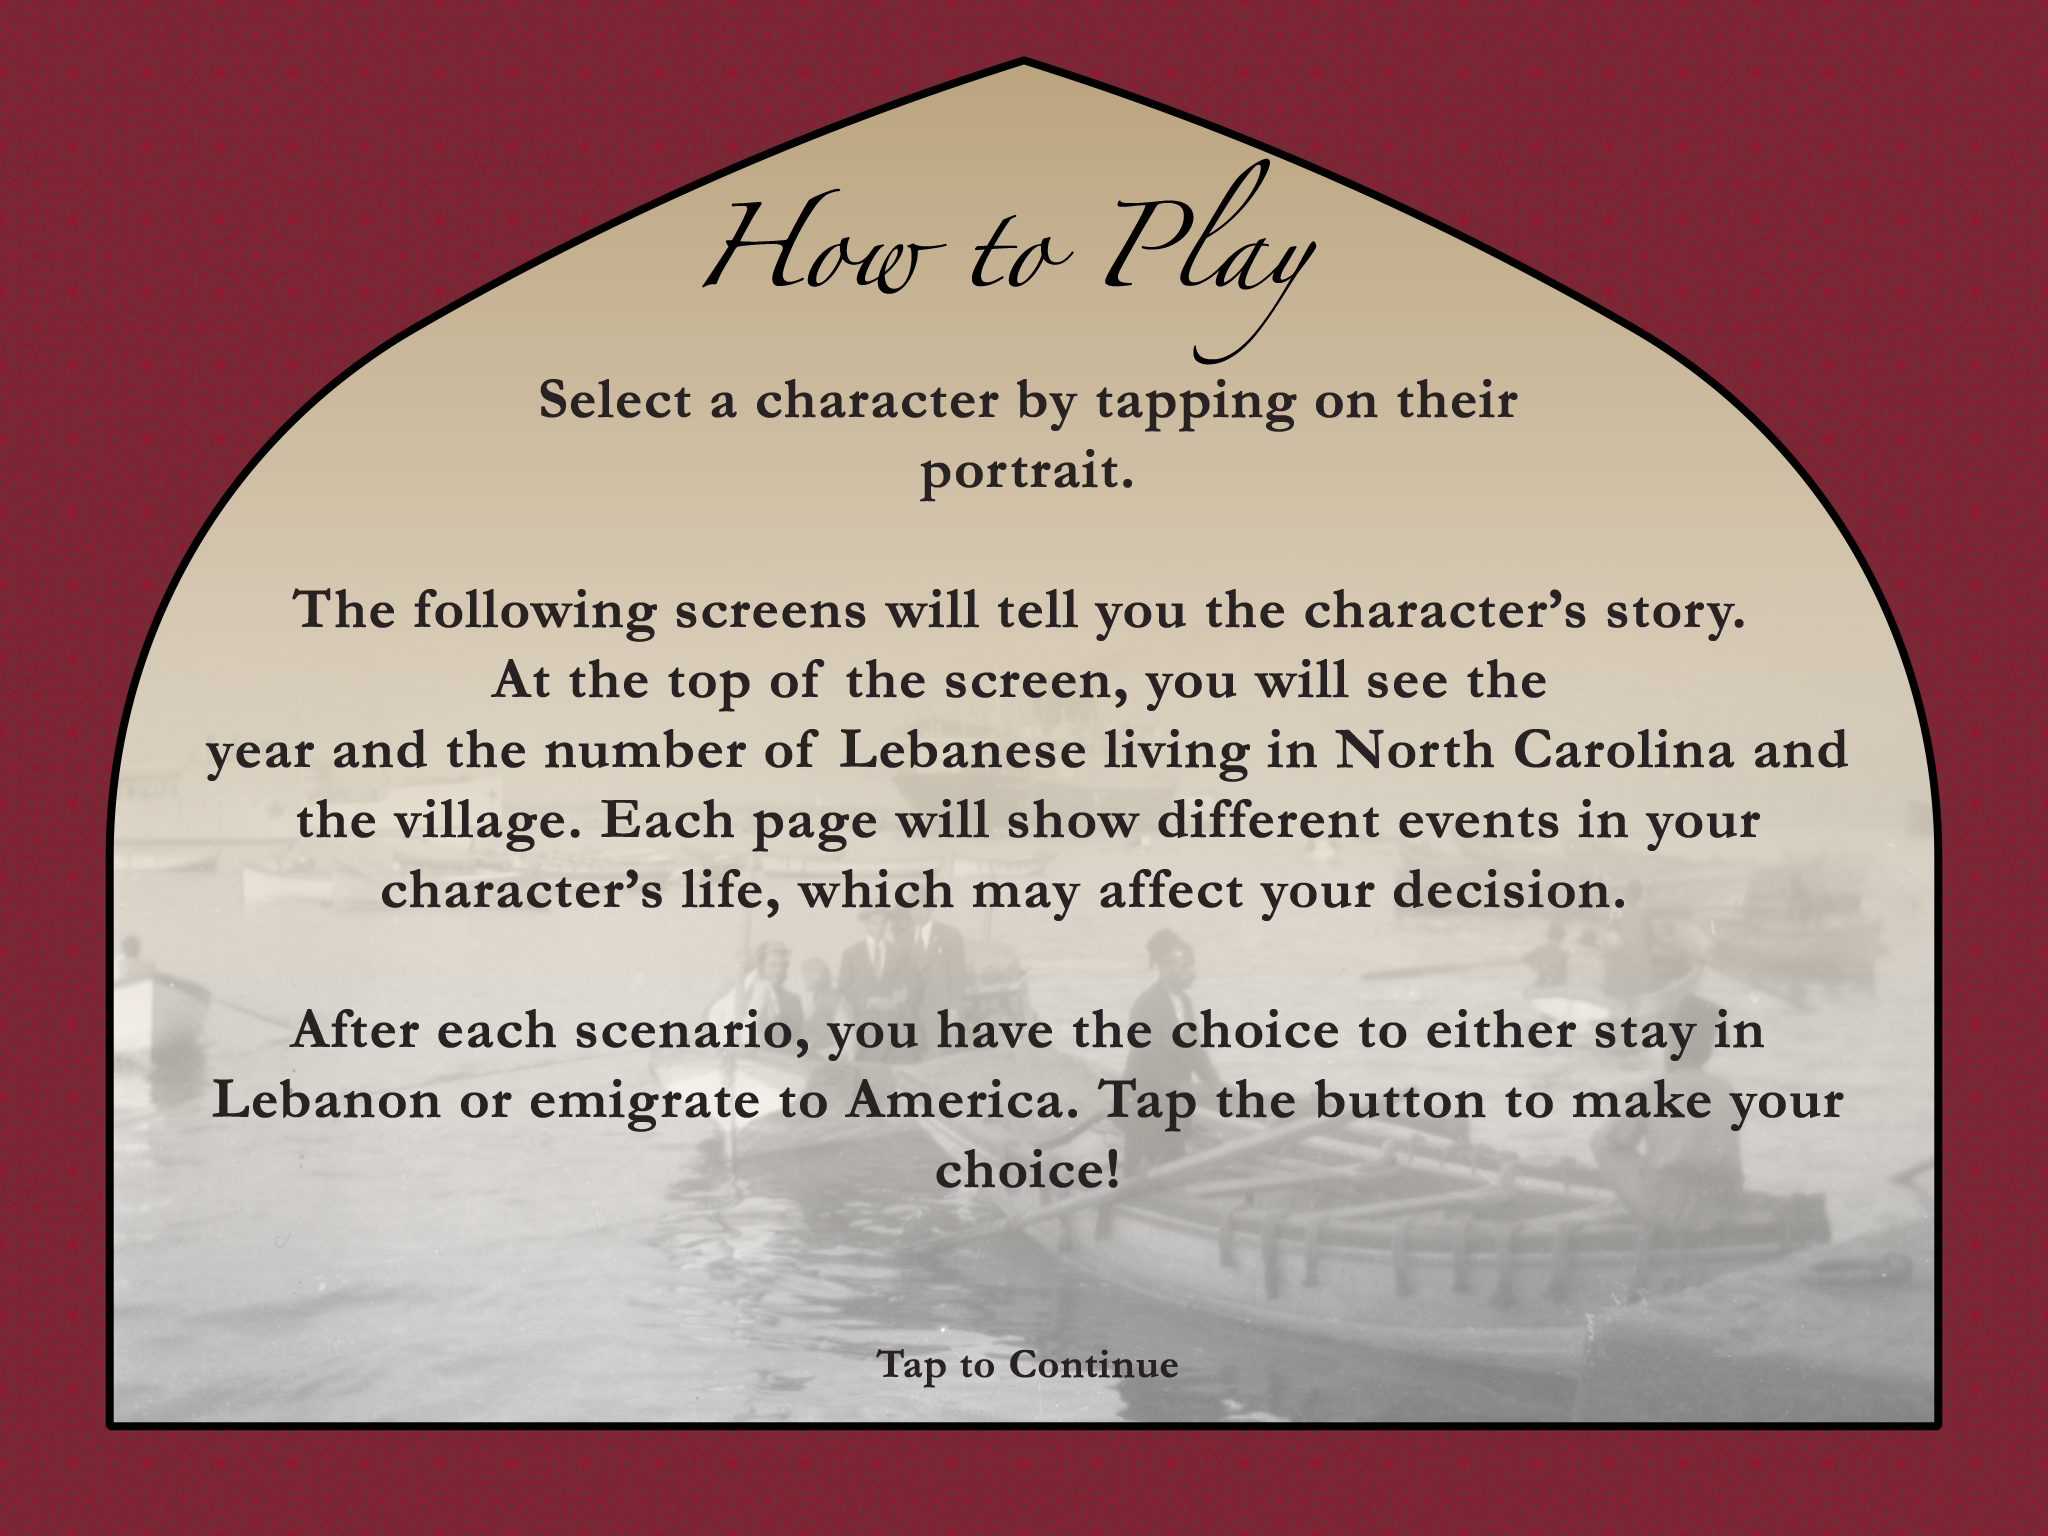 How to Play
Select a character by tapping on their
portrait.
The following screens will tell you the character’s story.
At the top of the screen, you will see the
year and the number of Lebanese living in North Carolina and
the village. Each page will show different events in your
character’s life, which may affect your decision.
After each scenario, you have the choice to either stay in
Lebanon or emigrate to America. Tap the button to make your
choice!
Tap to Continue